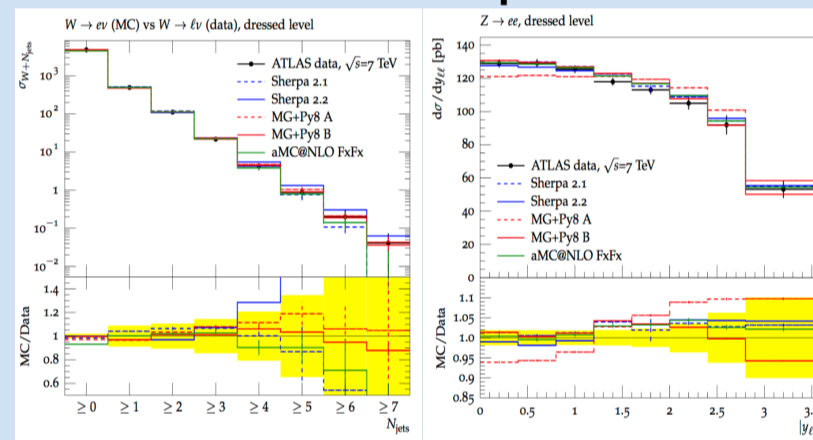 W → eν (MC) vs W → ℓν (data), dressed level
σ W+Njets
10³
10²
10¹
1
10⁻¹
10⁻²
ATLAS data, √s=7 TeV
Sherpa 2.1
Sherpa 2.2
MG+Py8 A
MG+Py8 B
aMC@NLO FxFx
MC/Data
1.4
1.2
1
0.8
0.6
≥ 0 ≥ 1 ≥ 2 ≥ 3 ≥ 4 ≥ 5 ≥ 6 ≥ 7
Njets
Z → ee, dressed level
dσ/dyℓℓ [pb]
140
120
100
80
60
40
20
0
ATLAS data, √s=7 TeV
Sherpa 2.1
Sherpa 2.2
MG+Py8 A
MG+Py8 B
aMC@NLO FxFx
MC/Data
1.1
1.05
1.0
0.95
0.9
0.85
0 0.5 1 1.5 2 2.5 3